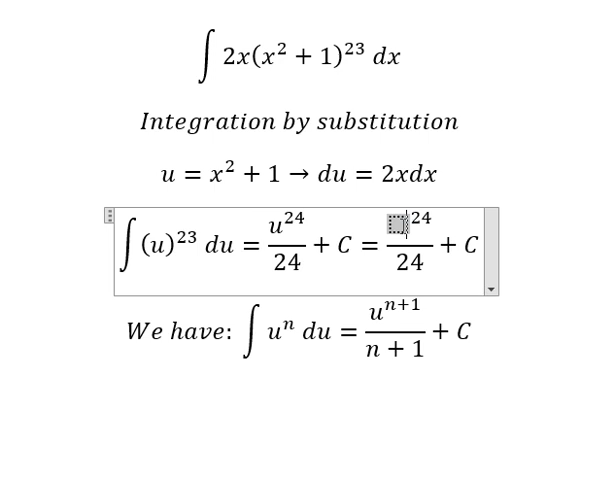 ∫ 2x(x² + 1)²³ dx
Integration by substitution
u = x² + 1 → du = 2xdx
∫ (u)²³ du = u²⁴/24 + C = ⬚²⁴/24 + C
We have: ∫ uⁿ du = uⁿ⁺¹/(n + 1) + C